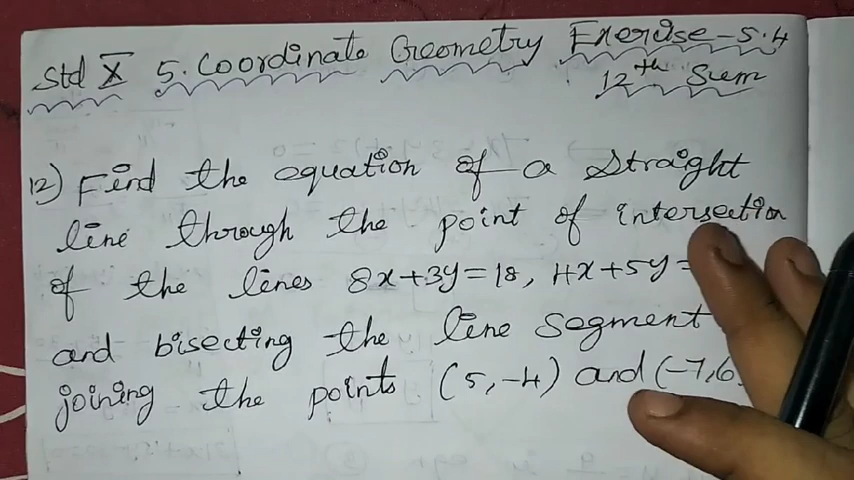 Std X 5. Coordinate Geometry Exercise - 5.4
12th Sum
12) Find the equation of a straight
line through the point of intersection
of the lines 8x+3y=18, 4x+5y=
and bisecting the line segment
joining the points (5,-4) and (-7,6